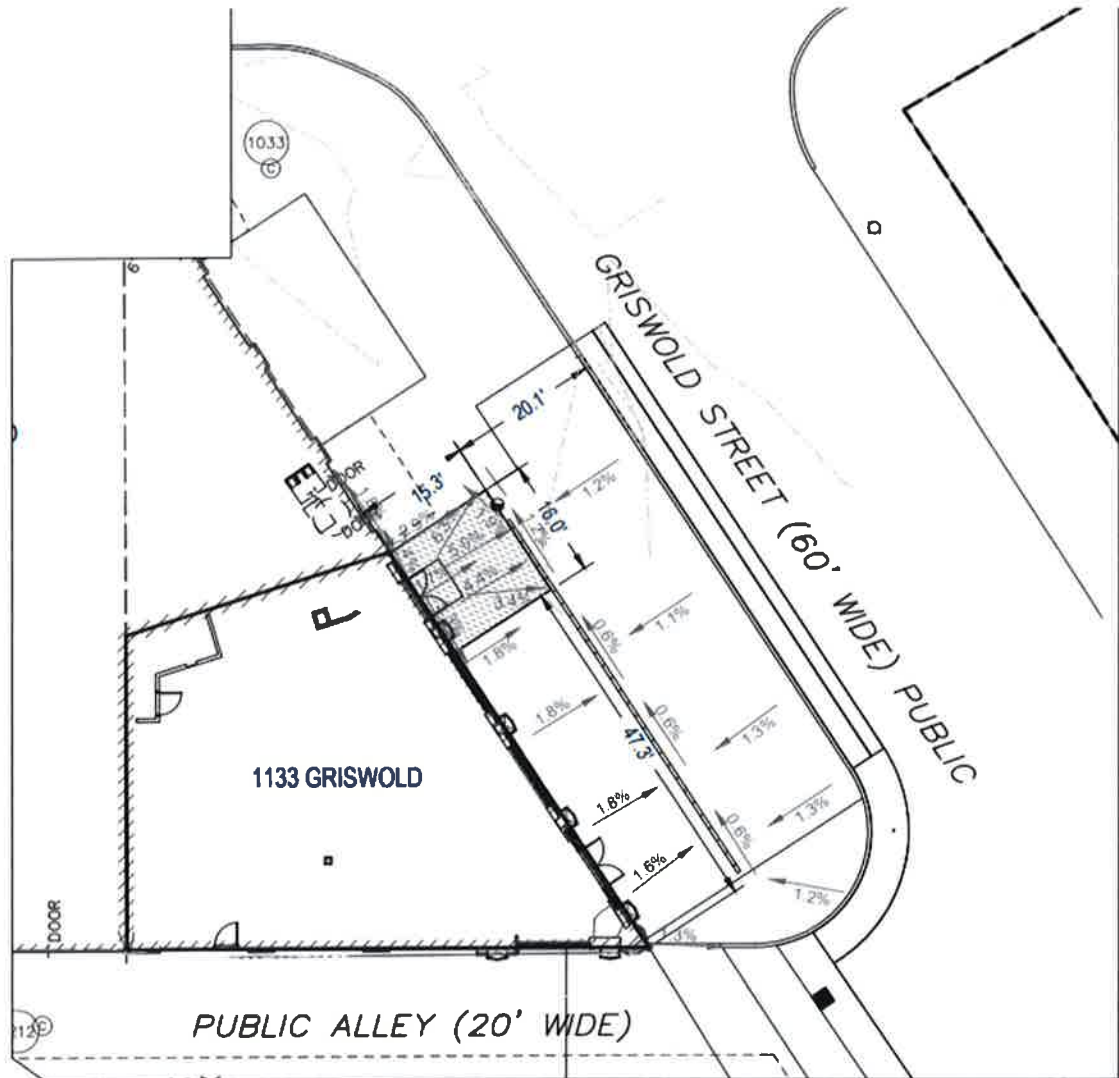 1033
C
GRISWOLD STREET (60' WIDE) PUBLIC
20.1'
15.3'
16.0'
1.2%
DOOR
5.0%
4.4%
1.8%
0.6%
1.1%
1.8%
0.6%
47.3'
1.3%
1133 GRISWOLD
1.8%
0.6%
1.3%
1.6%
1.2%
DOOR
PUBLIC ALLEY (20' WIDE)
C